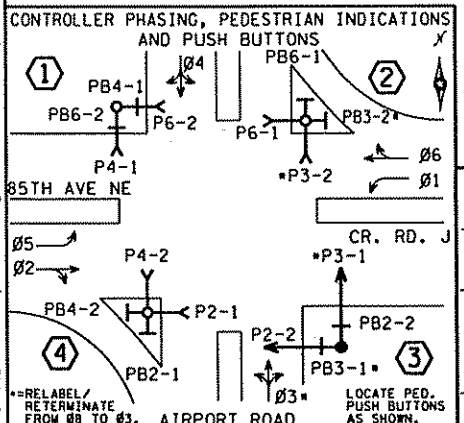 CONTROLLER PHASING, PEDESTRIAN INDICATIONS
AND PUSH BUTTONS
1
Ø4
PB6-1
2
PB4-1
PB6-2
P6-2
P6-1
PB3-2*
P4-1
*P3-2
Ø6
Ø1
85TH AVE NE
CR. RD. J
Ø5
Ø2
P4-2
*P3-1
PB4-2
P2-1
P2-2
PB2-2
4
PB2-1
PB3-1*
3
Ø3*
*=RELABEL/
RETERMINATE
FROM Ø8 TO Ø3.
AIRPORT ROAD
LOCATE PED.
PUSH BUTTONS
AS SHOWN.